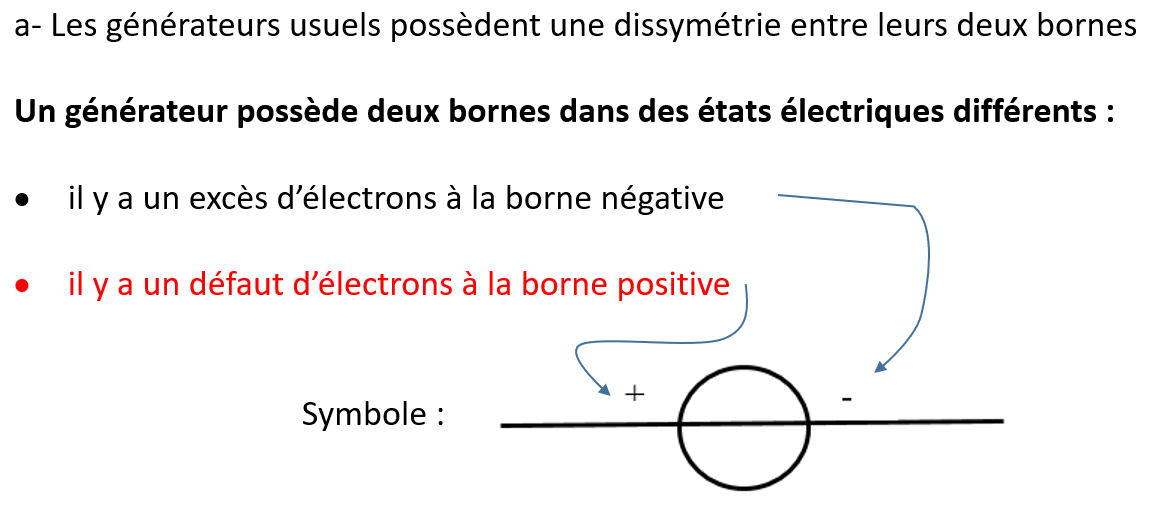 a- Les générateurs usuels possèdent une dissymétrie entre leurs deux bornes
Un générateur possède deux bornes dans des états électriques différents :
• il y a un excès d’électrons à la borne négative
• il y a un défaut d’électrons à la borne positive
+ -
Symbole :